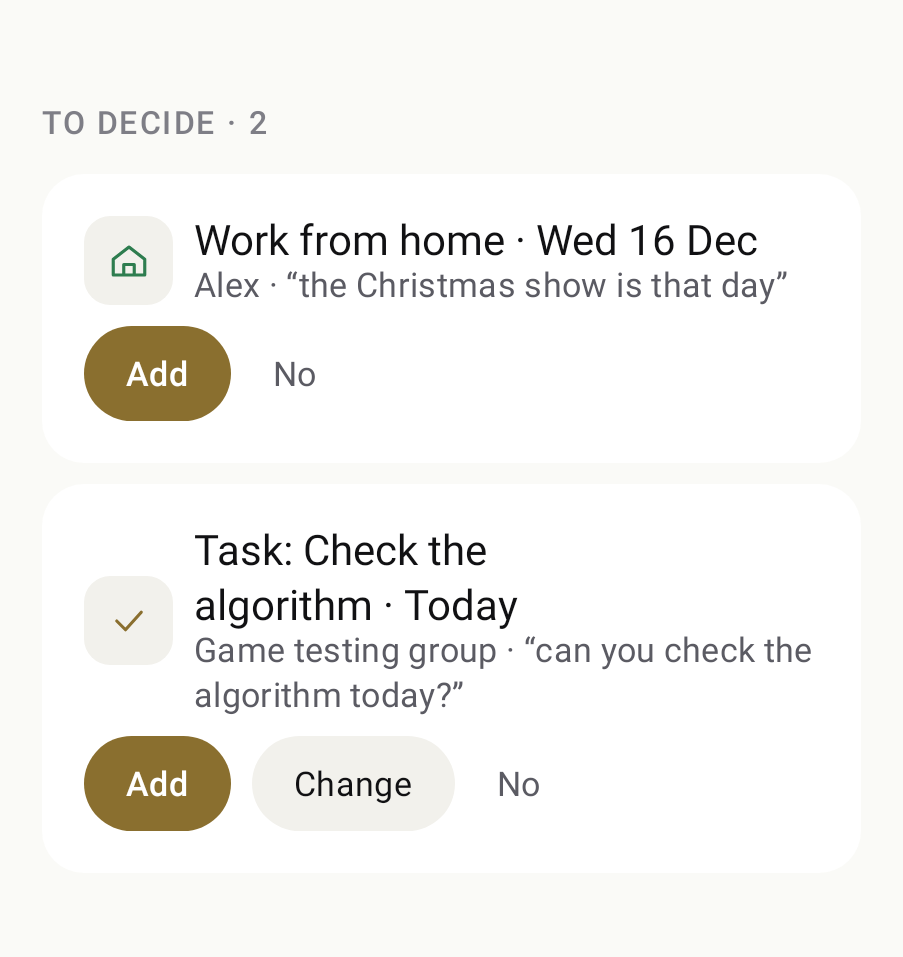 TO DECIDE · 2
Work from home · Wed 16 Dec
Alex · “the Christmas show is that day”
Add
No
Task: Check the
algorithm · Today
Game testing group · “can you check the
algorithm today?”
Add
Change
No